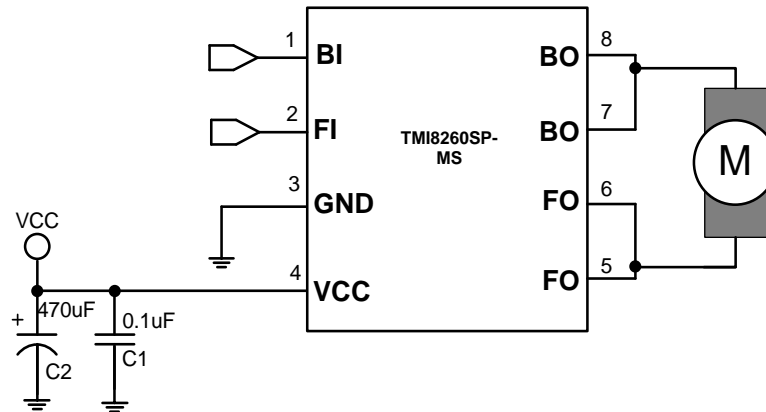 1
BI
2
FI
3
GND
4
VCC
TMI8260SP-
MS
BO
8
BO
7
FO
6
FO
5
M
VCC
470uF
+
C2
0.1uF
C1